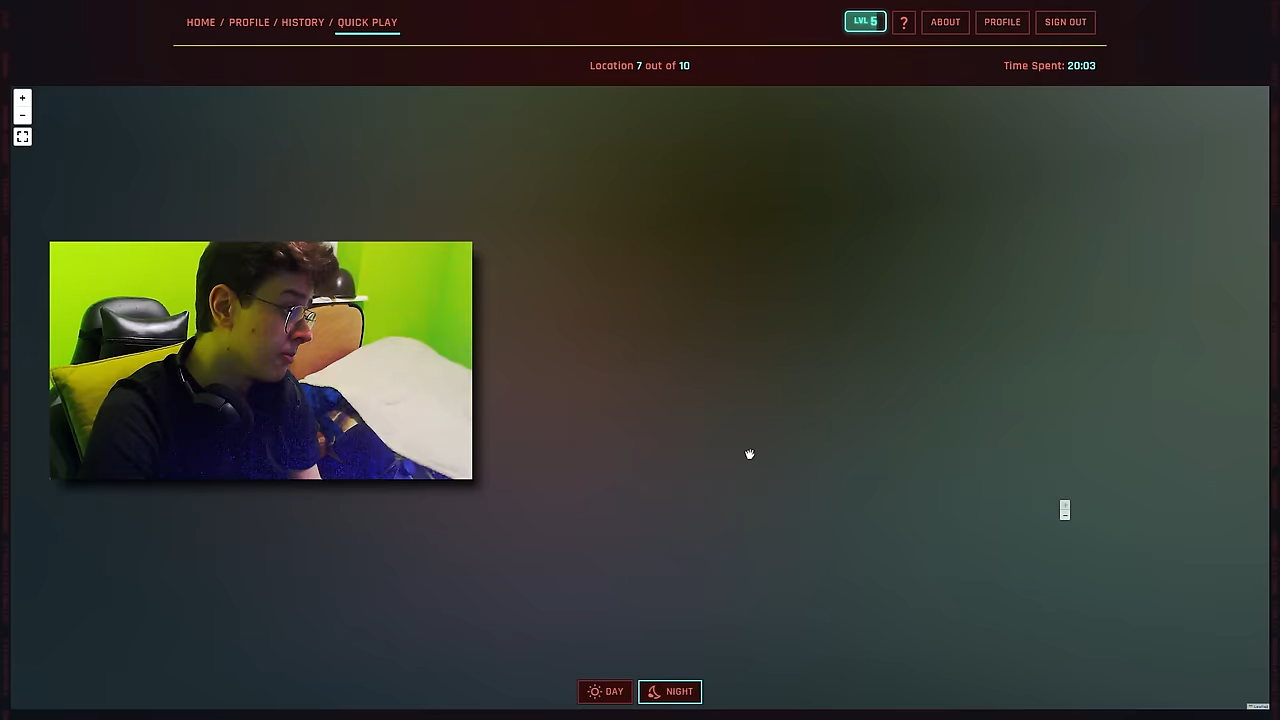 HOME / PROFILE / HISTORY / QUICK PLAY
LVL 5
?
ABOUT
PROFILE
SIGN OUT
Location 7 out of 10
Time Spent: 20:03
+
−
DAY
NIGHT